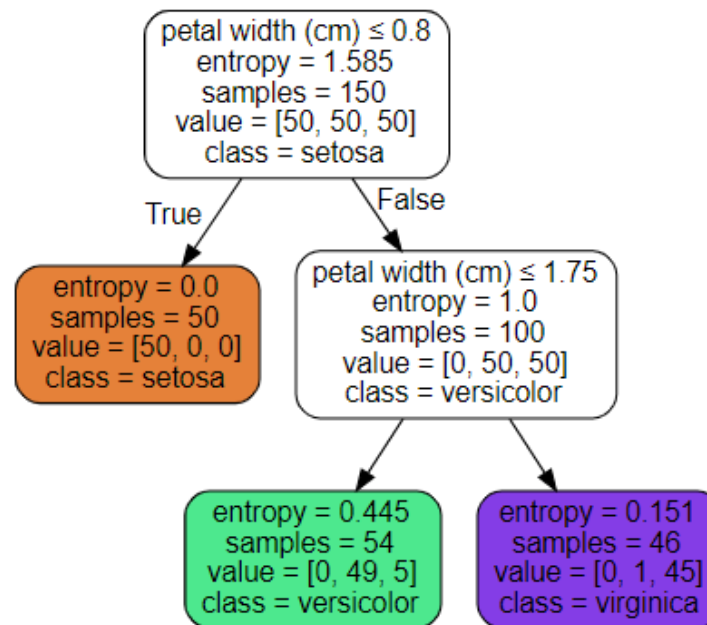 petal width (cm) ≤ 0.8
entropy = 1.585
samples = 150
value = [50, 50, 50]
class = setosa
True
False
entropy = 0.0
samples = 50
value = [50, 0, 0]
class = setosa
petal width (cm) ≤ 1.75
entropy = 1.0
samples = 100
value = [0, 50, 50]
class = versicolor
entropy = 0.445
samples = 54
value = [0, 49, 5]
class = versicolor
entropy = 0.151
samples = 46
value = [0, 1, 45]
class = virginica